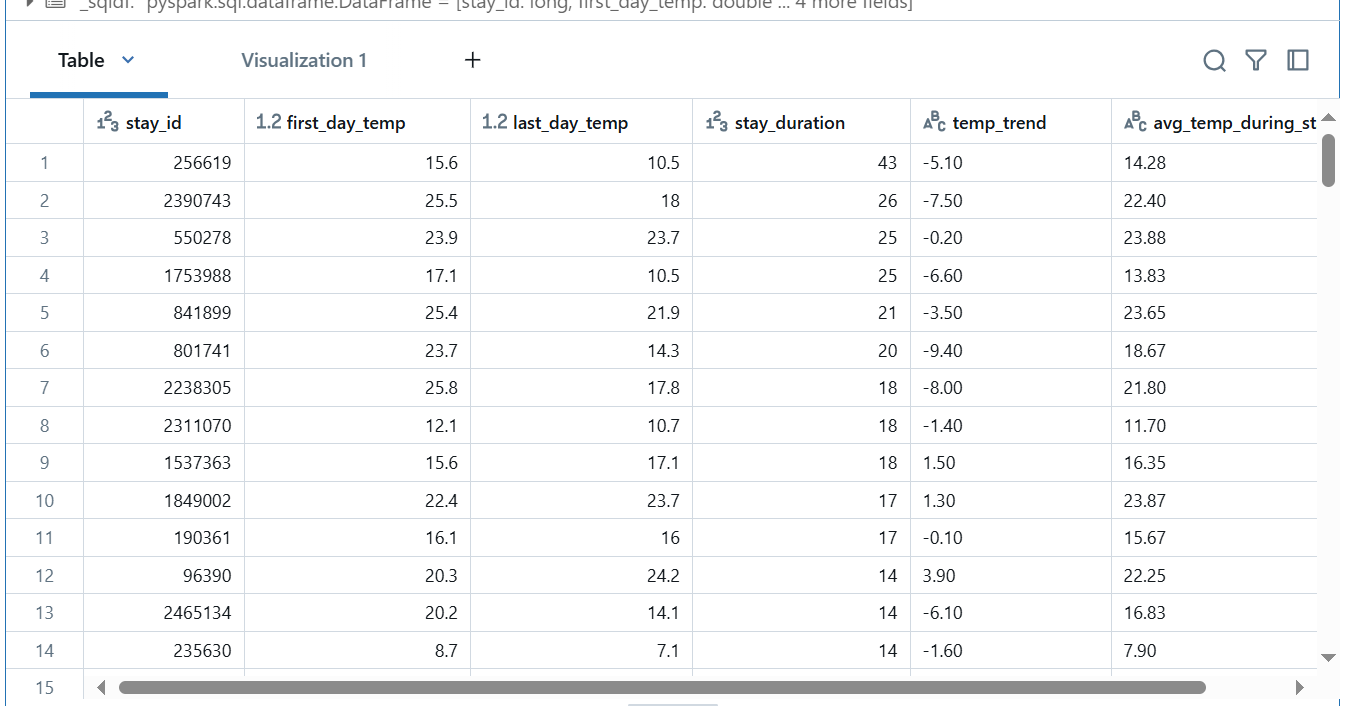 _sqldf: pyspark.sql.dataframe.DataFrame = [stay_id: long, first_day_temp: double ... 4 more fields]
Table Visualization 1 +
123 stay_id 1.2 first_day_temp 1.2 last_day_temp 123 stay_duration ABC temp_trend ABC avg_temp_during_st
1 256619 15.6 10.5 43 -5.10 14.28
2 2390743 25.5 18 26 -7.50 22.40
3 550278 23.9 23.7 25 -0.20 23.88
4 1753988 17.1 10.5 25 -6.60 13.83
5 841899 25.4 21.9 21 -3.50 23.65
6 801741 23.7 14.3 20 -9.40 18.67
7 2238305 25.8 17.8 18 -8.00 21.80
8 2311070 12.1 10.7 18 -1.40 11.70
9 1537363 15.6 17.1 18 1.50 16.35
10 1849002 22.4 23.7 17 1.30 23.87
11 190361 16.1 16 17 -0.10 15.67
12 96390 20.3 24.2 14 3.90 22.25
13 2465134 20.2 14.1 14 -6.10 16.83
14 235630 8.7 7.1 14 -1.60 7.90
15